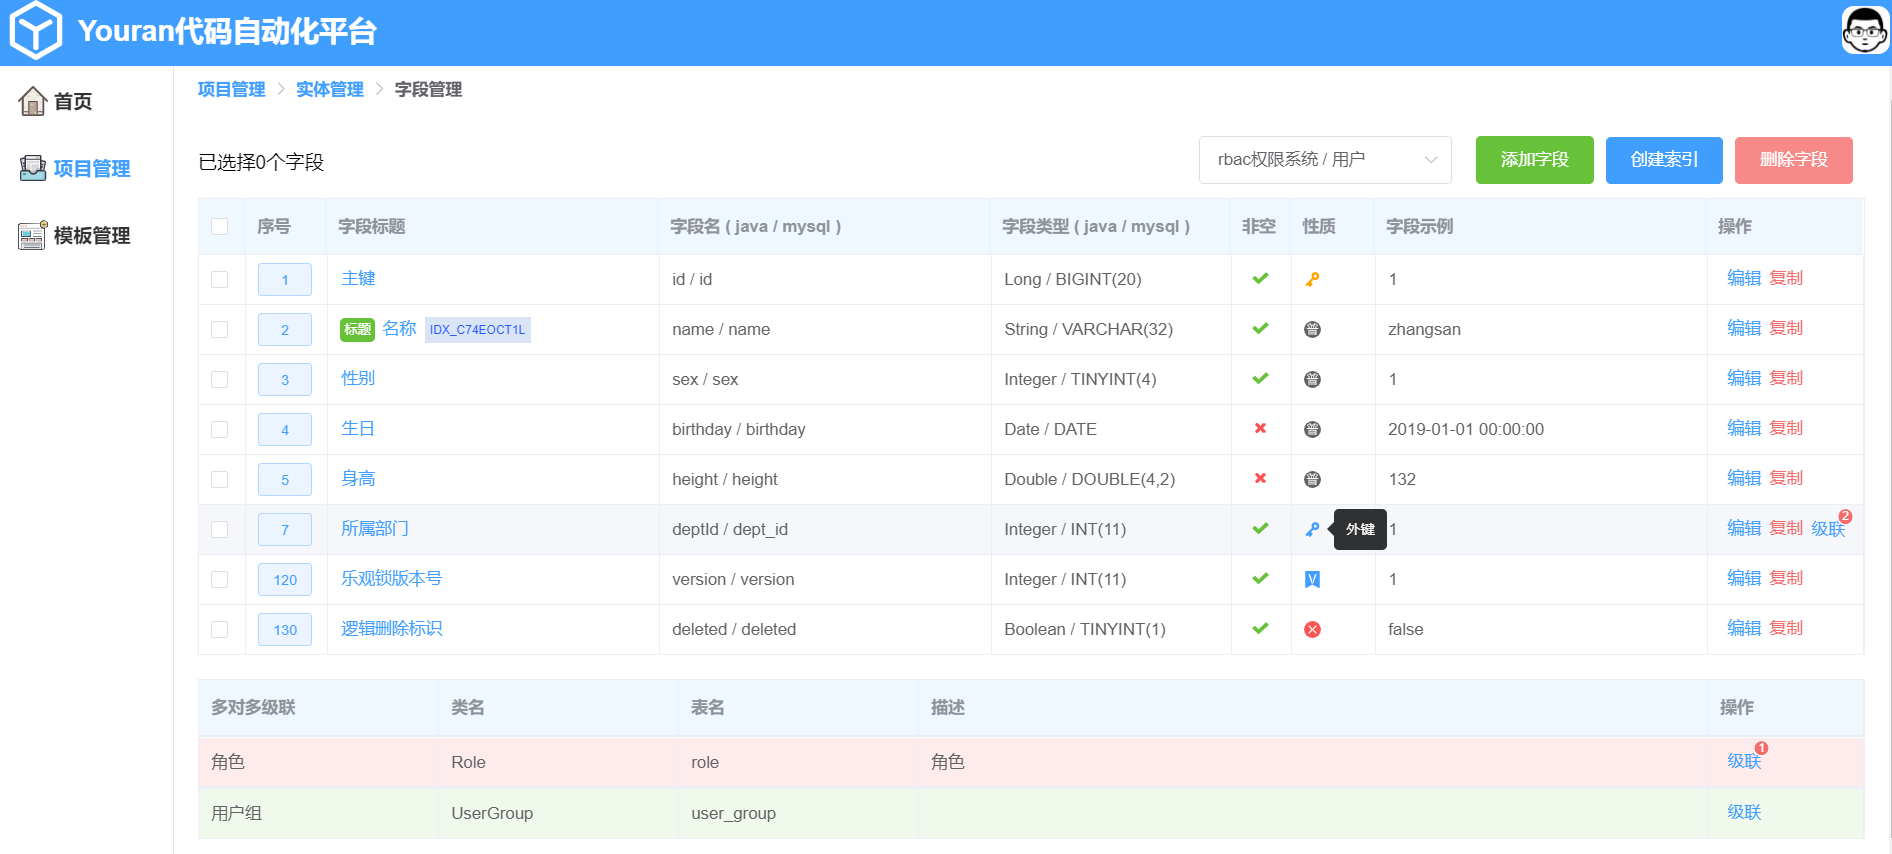 Youran代码自动化平台
首页
项目管理
模板管理
项目管理 > 实体管理 > 字段管理
已选择0个字段
rbac权限系统 / 用户
添加字段
创建索引
删除字段
序号 字段标题 字段名 ( java / mysql ) 字段类型 ( java / mysql ) 非空 性质 字段示例 操作
1 主键 id / id Long / BIGINT(20) 1 编辑 复制
2 标题 名称 IDX_C74EOCT1L name / name String / VARCHAR(32) 普 zhangsan 编辑 复制
3 性别 sex / sex Integer / TINYINT(4) 普 1 编辑 复制
4 生日 birthday / birthday Date / DATE 普 2019-01-01 00:00:00 编辑 复制
5 身高 height / height Double / DOUBLE(4,2) 普 132 编辑 复制
7 所属部门 deptId / dept_id Integer / INT(11) 外键 1 编辑 复制 级联 2
120 乐观锁版本号 version / version Integer / INT(11) V 1 编辑 复制
130 逻辑删除标识 deleted / deleted Boolean / TINYINT(1) false 编辑 复制
多对多级联 类名 表名 描述 操作
角色 Role role 角色 级联 1
用户组 UserGroup user_group 级联